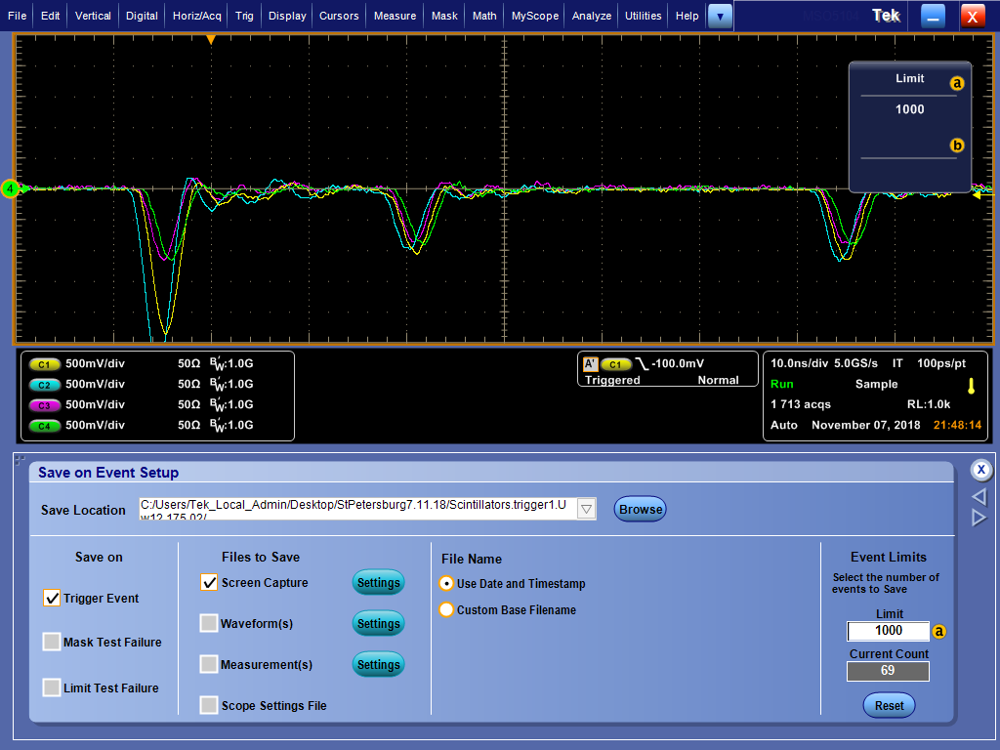 File Edit Vertical Digital Horiz/Acq Trig Display Cursors Measure Mask Math MyScope Analyze Utilities Help Tek X
Limit a
1000
b
4
C1 500mV/div 50Ω BW:1.0G
C2 500mV/div 50Ω BW:1.0G
C3 500mV/div 50Ω BW:1.0G
C4 500mV/div 50Ω BW:1.0G
A' C1 -100.0mV
Triggered Normal
10.0ns/div 5.0GS/s IT 100ps/pt
Run Sample
1 713 acqs RL:1.0k
Auto November 07, 2018 21:48:14
Save on Event Setup X
Save Location C:/Users/Tek_Local_Admin/Desktop/StPetersburg7.11.18/Scintillators.trigger1.U
w12.175.02/
Browse
Save on
Trigger Event
Mask Test Failure
Limit Test Failure
Files to Save
Screen Capture Settings
Waveform(s) Settings
Measurement(s) Settings
Scope Settings File
File Name
Use Date and Timestamp
Custom Base Filename
Event Limits
Select the number of
events to Save
Limit
1000 a
Current Count
69
Reset